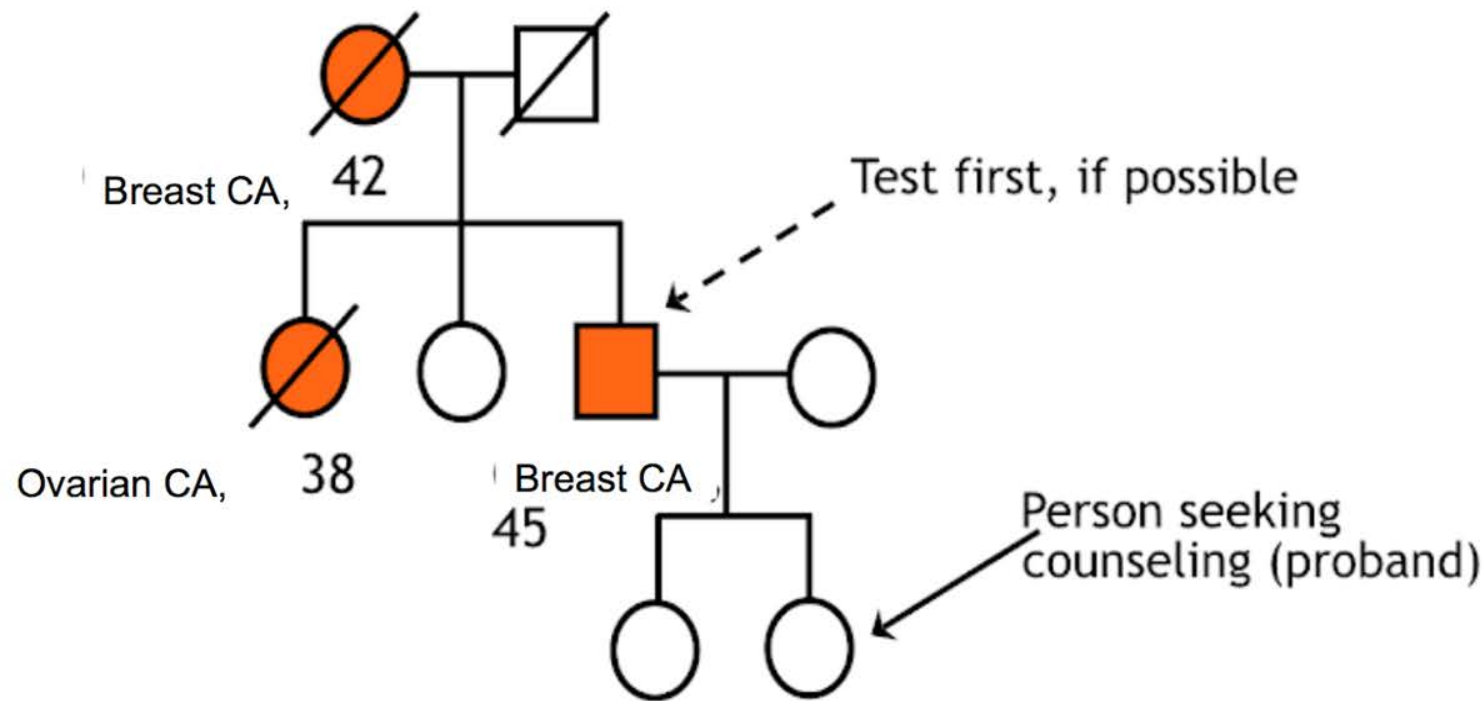 Breast CA, 42
Test first, if possible
Ovarian CA, 38
Breast CA ,
45
Person seeking
counseling (proband)